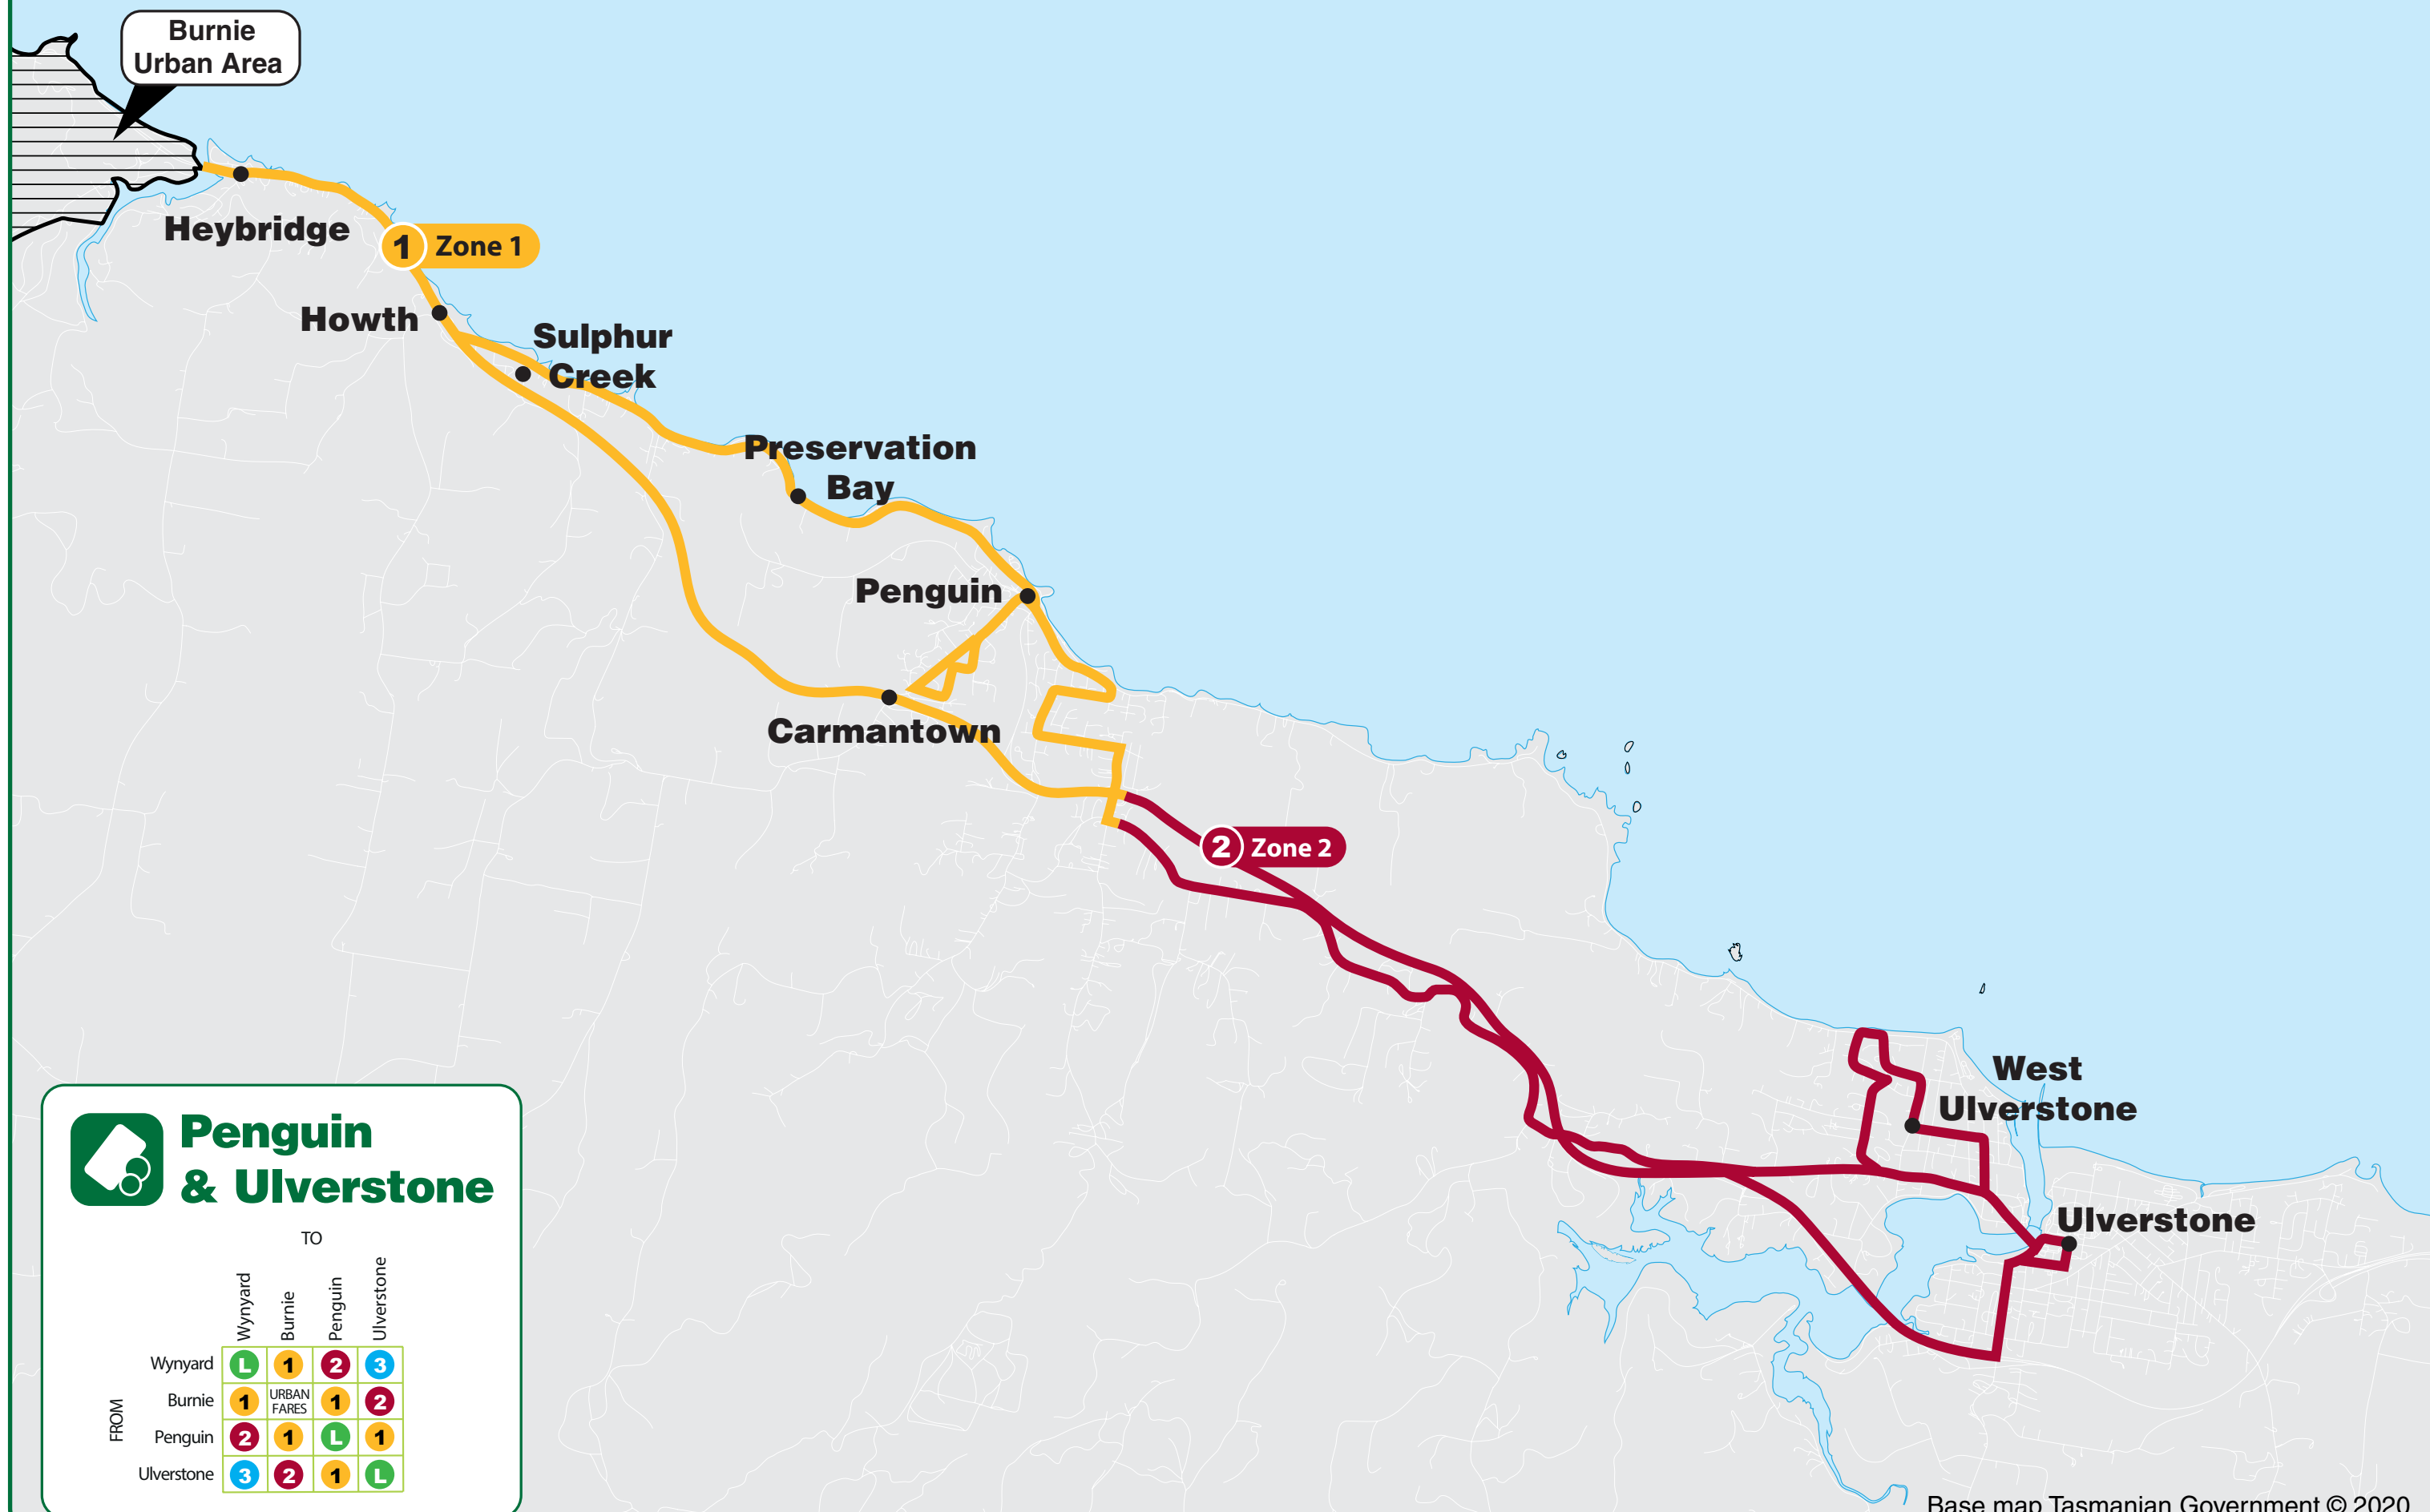 Burnie
Urban Area
Heybridge
1 Zone 1
Howth
Sulphur
Creek
Preservation
Bay
Penguin
Carmantown
2 Zone 2
West
Ulverstone
Ulverstone
Penguin
& Ulverstone
TO
Wynyard Burnie Penguin Ulverstone
FROM
Wynyard L 1 2 3
Burnie 1 URBAN FARES 1 2
Penguin 2 1 L 1
Ulverstone 3 2 1 L
Base map Tasmanian Government © 2020